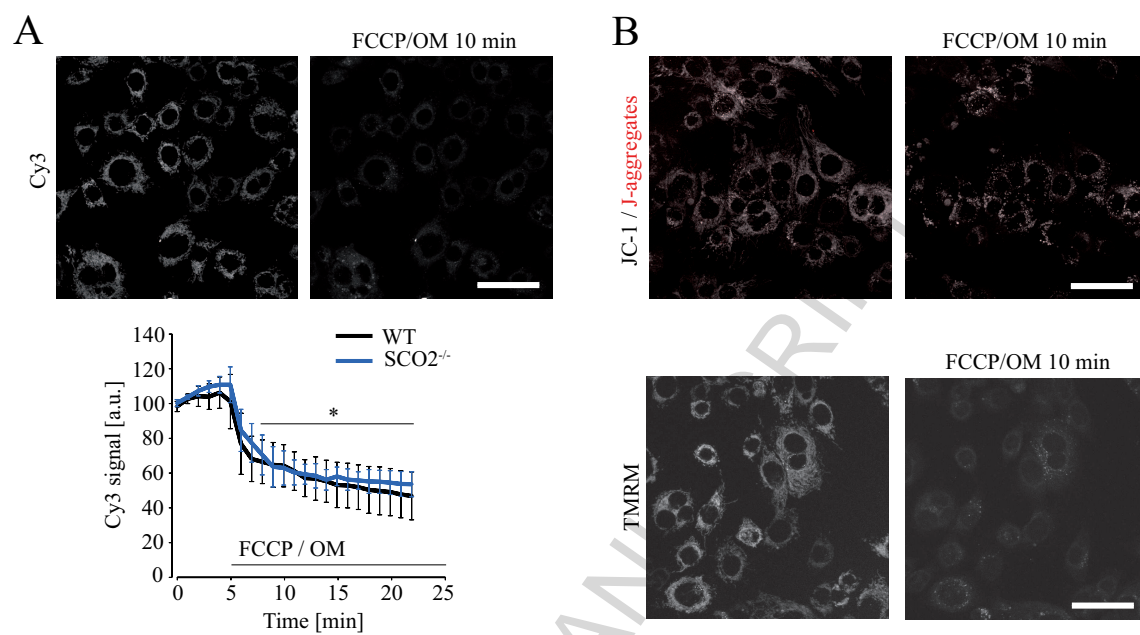 A
FCCP/OM 10 min
Cy3
140
120
100
80
60
40
20
0
Cy3 signal [a.u.]
WT
SCO2-/-
*
FCCP / OM
0 5 10 15 20 25
Time [min]
B
FCCP/OM 10 min
JC-1 / J-aggregates
FCCP/OM 10 min
TMRM